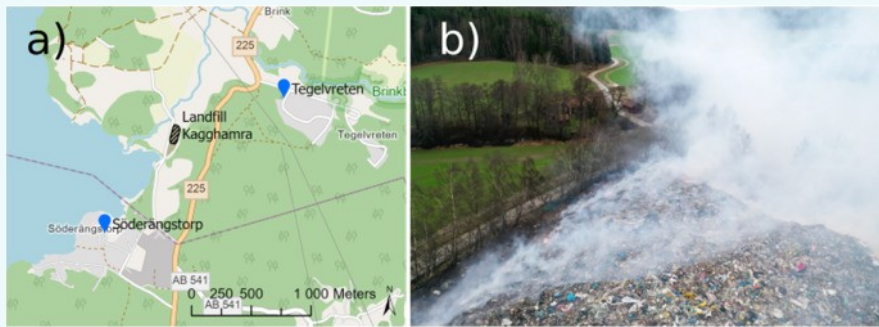 a)
Brink
225
Tegelvreten
Brinkb
Landfill
Kagghamra
Tegelvreten
225
Söderängstorp
Söderängstorp
AB 541
AB 541
0 250 500 1 000 Meters
N
b)